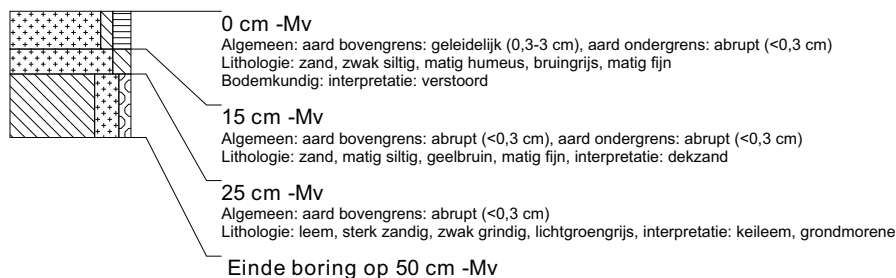 0 cm -Mv
Algemeen: aard bovengrens: geleidelijk (0,3-3 cm), aard ondergrens: abrupt (<0,3 cm)
Lithologie: zand, zwak siltig, matig humeus, bruingrijs, matig fijn
Bodemkundig: interpretatie: verstoord
15 cm -Mv
Algemeen: aard bovengrens: abrupt (<0,3 cm), aard ondergrens: abrupt (<0,3 cm)
Lithologie: zand, matig siltig, geelbruin, matig fijn, interpretatie: dekzand
25 cm -Mv
Algemeen: aard bovengrens: abrupt (<0,3 cm)
Lithologie: leem, sterk zandig, zwak grindig, lichtgroengrijs, interpretatie: keileem, grondmorene
Einde boring op 50 cm -Mv